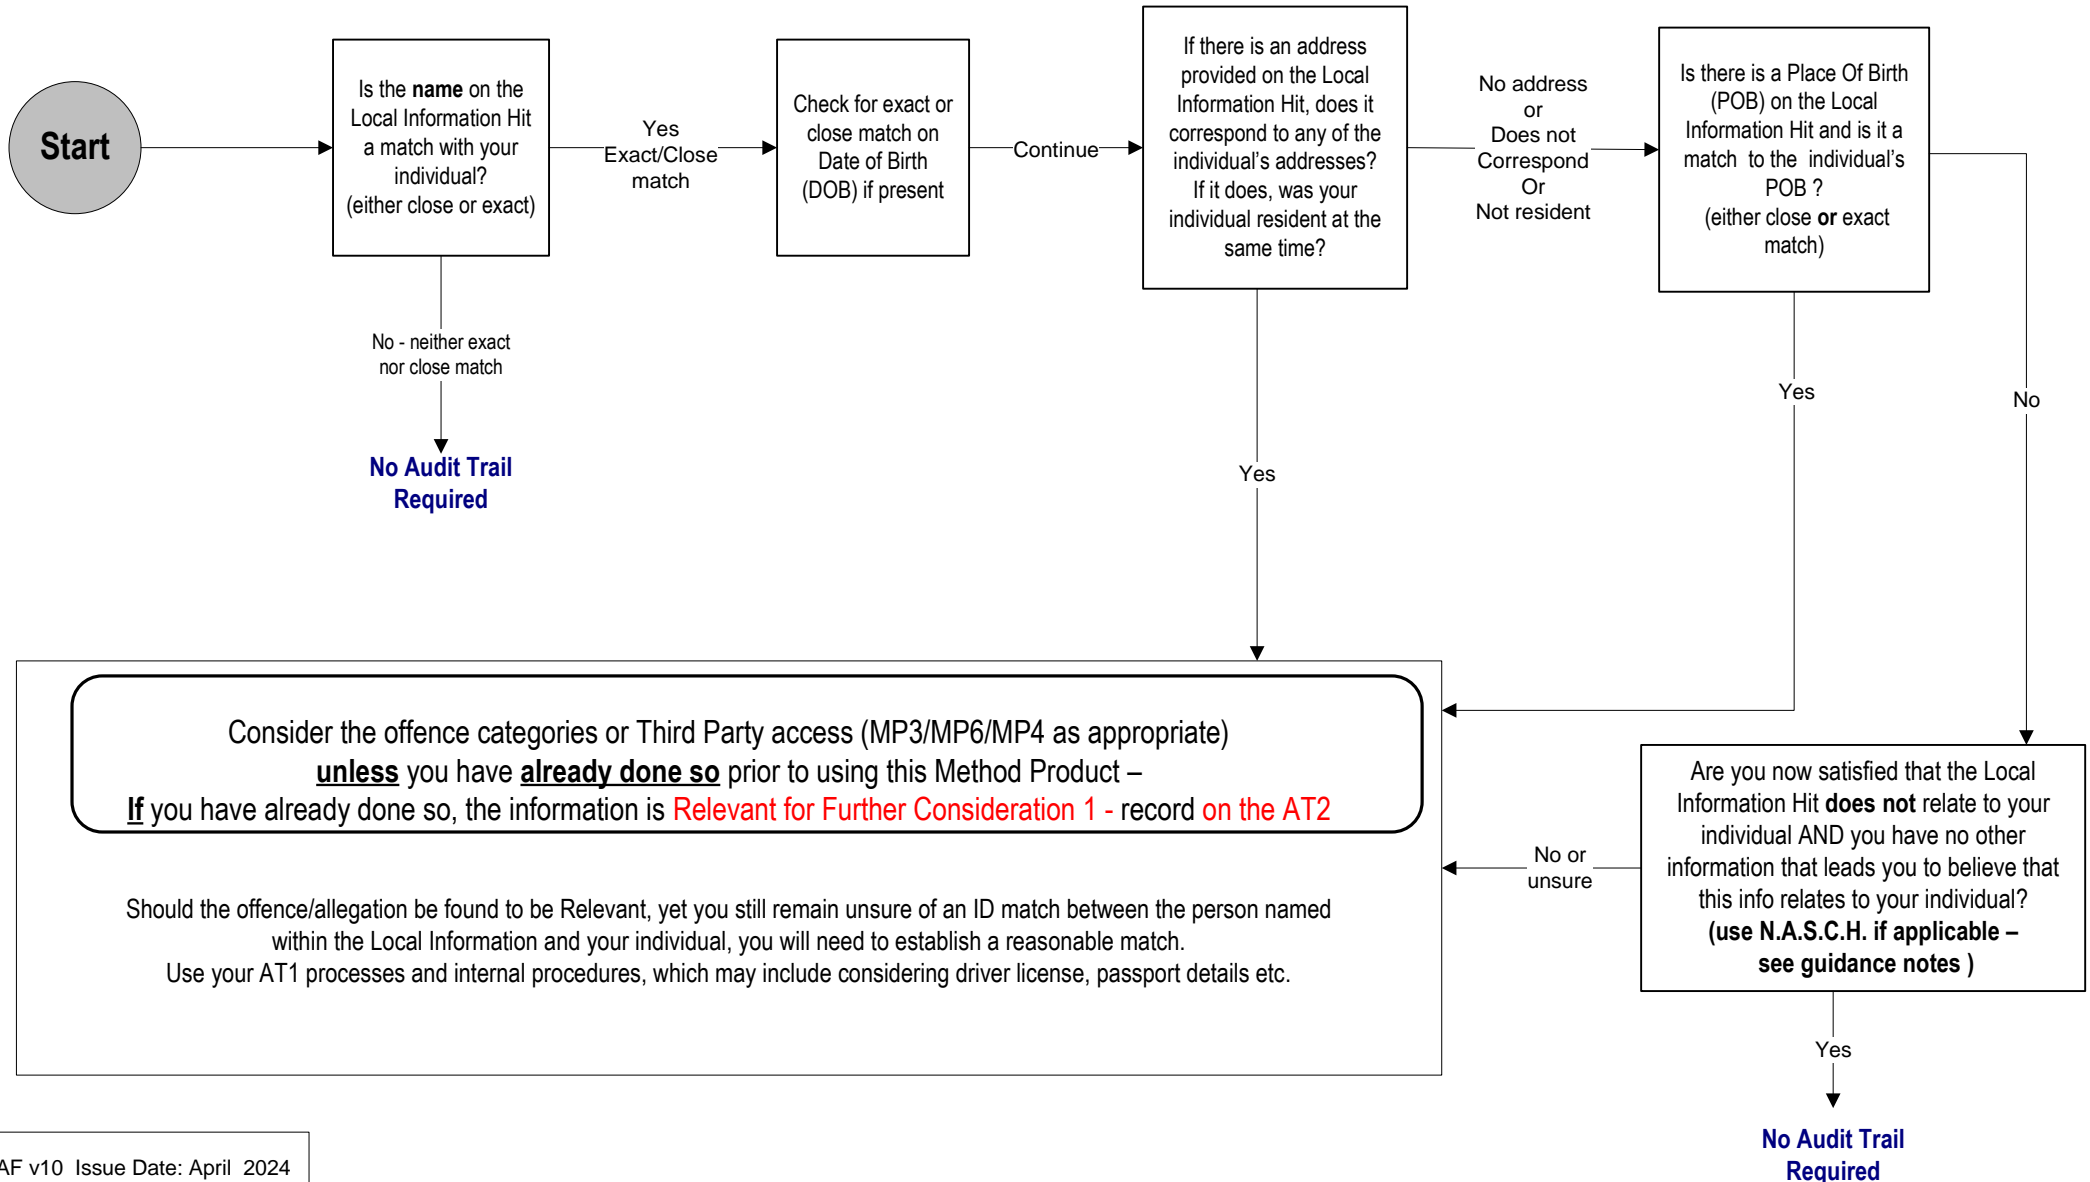 Start
Is the name on the
Local Information Hit
a match with your
individual?
(either close or exact)
Yes
Exact/Close
match
Check for exact or
close match on
Date of Birth
(DOB) if present
Continue
If there is an address
provided on the Local
Information Hit, does it
correspond to any of the
individual's addresses?
If it does, was your
individual resident at the
same time?
No address
or
Does not
Correspond
Or
Not resident
Is there is a Place Of Birth
(POB) on the Local
Information Hit and is it a
match to the individual's
POB ?
(either close or exact
match)
No - neither exact
nor close match
No Audit Trail
Required
Yes
Yes
No
Consider the offence categories or Third Party access (MP3/MP6/MP4 as appropriate)
unless you have already done so prior to using this Method Product –
If you have already done so, the information is Relevant for Further Consideration 1 - record on the AT2
Should the offence/allegation be found to be Relevant, yet you still remain unsure of an ID match between the person named
within the Local Information and your individual, you will need to establish a reasonable match.
Use your AT1 processes and internal procedures, which may include considering driver license, passport details etc.
No or
unsure
Are you now satisfied that the Local
Information Hit does not relate to your
individual AND you have no other
information that leads you to believe that
this info relates to your individual?
(use N.A.S.C.H. if applicable –
see guidance notes )
Yes
No Audit Trail
Required
AF v10 Issue Date: April 2024